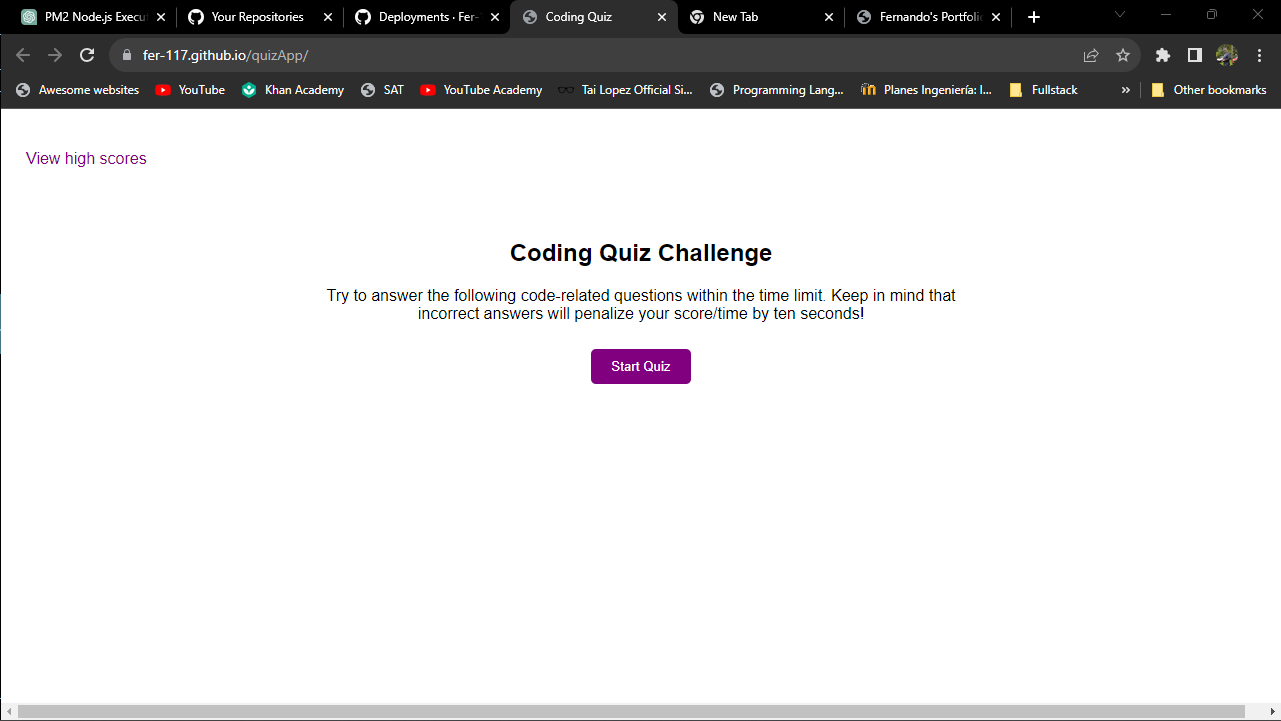 PM2 Node.js Execut
Your Repositories
Deployments · Fer-
Coding Quiz
New Tab
Fernando's Portfolio
fer-117.github.io/quizApp/
Awesome websites
YouTube
Khan Academy
SAT
YouTube Academy
Tai Lopez Official Si...
Programming Lang...
Planes Ingeniería: I...
Fullstack
»
Other bookmarks
View high scores
Coding Quiz Challenge
Try to answer the following code-related questions within the time limit. Keep in mind that
incorrect answers will penalize your score/time by ten seconds!
Start Quiz